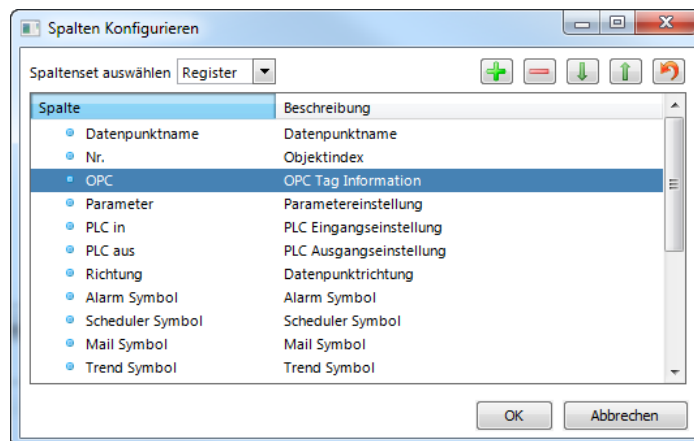 Spalten Konfigurieren
Spaltenset auswählen Register
Spalte Beschreibung
Datenpunktname Datenpunktname
Nr. Objektindex
OPC OPC Tag Information
Parameter Parametereinstellung
PLC in PLC Eingangseinstellung
PLC aus PLC Ausgangseinstellung
Richtung Datenpunktrichtung
Alarm Symbol Alarm Symbol
Scheduler Symbol Scheduler Symbol
Mail Symbol Mail Symbol
Trend Symbol Trend Symbol
OK Abbrechen